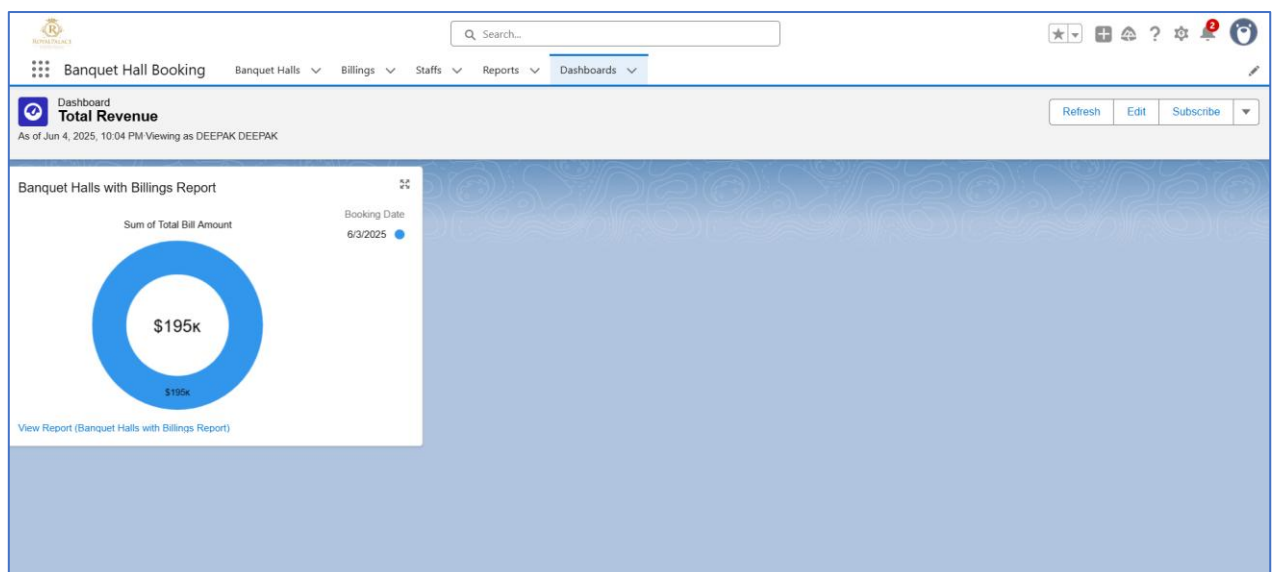 ROYALPALACE
Search...
2
Banquet Hall Booking Banquet Halls Billings Staffs Reports Dashboards
Dashboard
Total Revenue
As of Jun 4, 2025, 10:04 PM·Viewing as DEEPAK DEEPAK
Refresh Edit Subscribe
Banquet Halls with Billings Report
Sum of Total Bill Amount
Booking Date
6/3/2025
$195K
$195K
View Report (Banquet Halls with Billings Report)